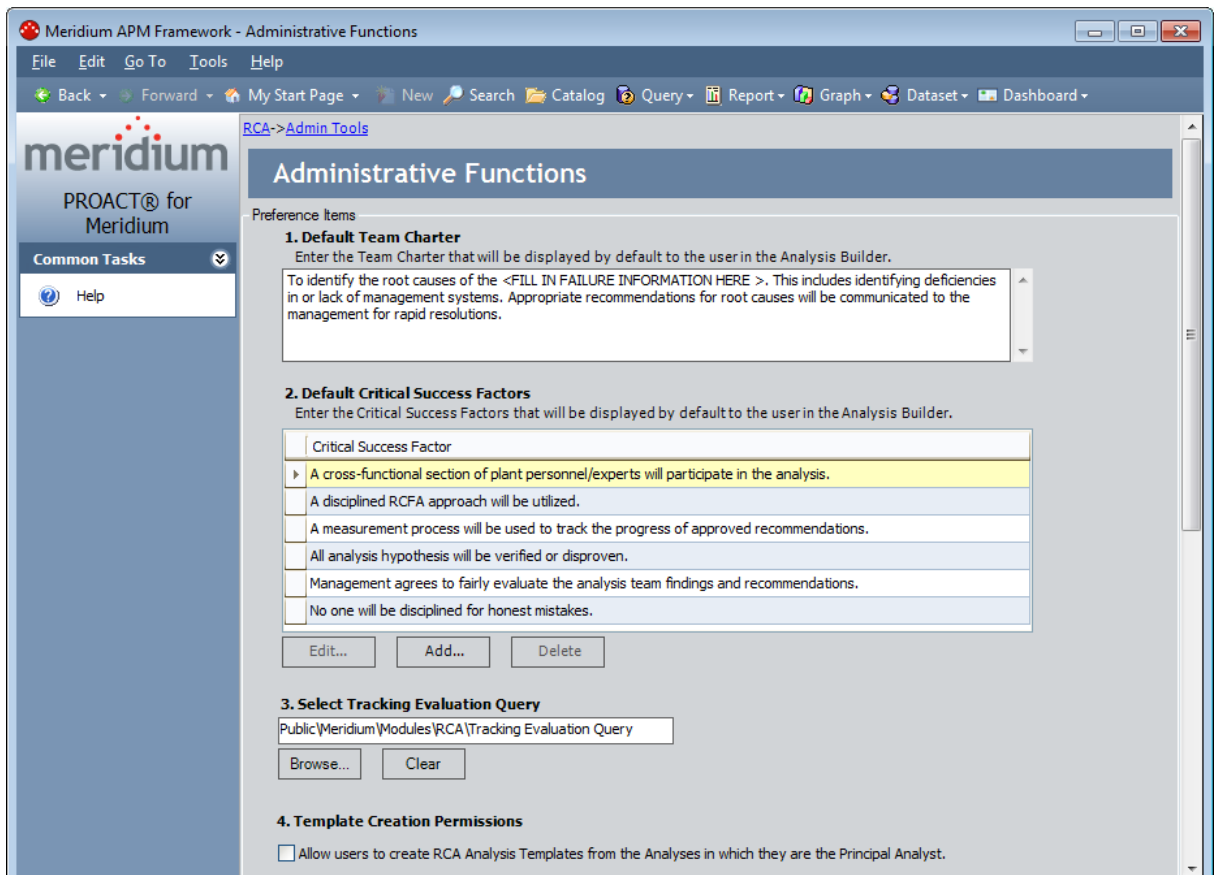 Meridium APM Framework - Administrative Functions
File Edit Go To Tools Help
Back Forward My Start Page New Search Catalog Query Report Graph Dataset Dashboard
meridium
PROACT® for
Meridium
Common Tasks
Help
RCA->Admin Tools
Administrative Functions
Preference Items
1. Default Team Charter
Enter the Team Charter that will be displayed by default to the user in the Analysis Builder.
To identify the root causes of the <FILL IN FAILURE INFORMATION HERE >. This includes identifying deficiencies
in or lack of management systems. Appropriate recommendations for root causes will be communicated to the
management for rapid resolutions.
2. Default Critical Success Factors
Enter the Critical Success Factors that will be displayed by default to the user in the Analysis Builder.
Critical Success Factor
A cross-functional section of plant personnel/experts will participate in the analysis.
A disciplined RCFA approach will be utilized.
A measurement process will be used to track the progress of approved recommendations.
All analysis hypothesis will be verified or disproven.
Management agrees to fairly evaluate the analysis team findings and recommendations.
No one will be disciplined for honest mistakes.
Edit... Add... Delete
3. Select Tracking Evaluation Query
Public\Meridium\Modules\RCA\Tracking Evaluation Query
Browse... Clear
4. Template Creation Permissions
Allow users to create RCA Analysis Templates from the Analyses in which they are the Principal Analyst.